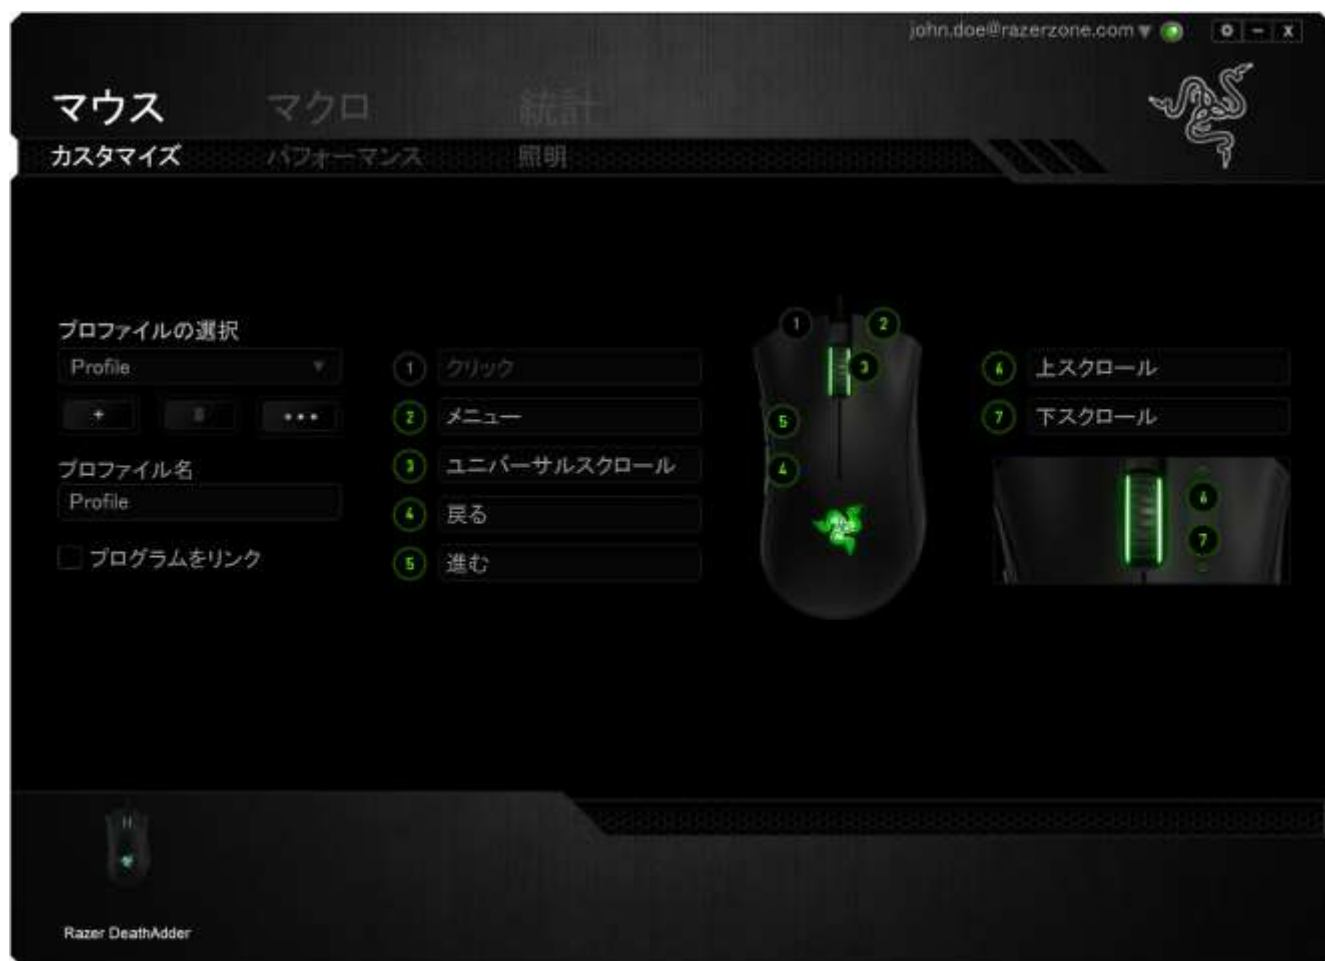 john.doe@razerzone.com
マウス マクロ 統計
カスタマイズ パフォーマンス 照明
プロファイルの選択
Profile
+ •••
プロファイル名
Profile
プログラムをリンク
1 クリック
2 メニュー
3 ユニバーサルスクロール
4 戻る
5 進む
1 2
3
5
4
6 上スクロール
7 下スクロール
6
7
Razer DeathAdder